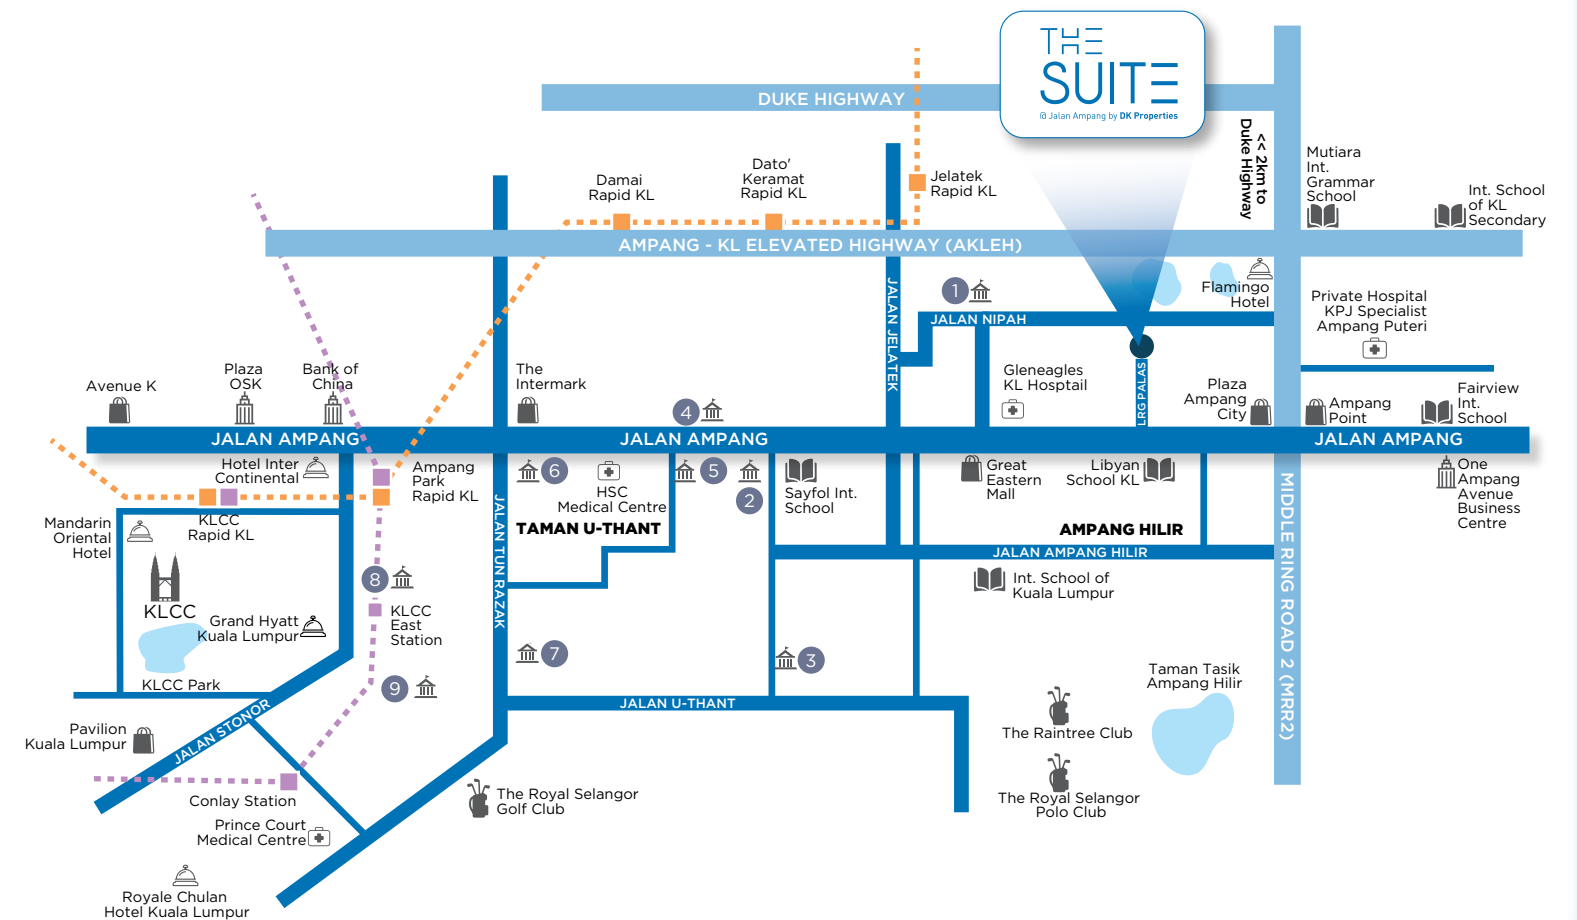 THE
SUITE
@ Jalan Ampang by DK Properties
DUKE HIGHWAY
<< 2km to
Duke Highway
Mutiara
Int.
Grammar
School
Int. School
of KL
Secondary
Damai
Rapid KL
Dato'
Keramat
Rapid KL
Jelatek
Rapid KL
AMPANG - KL ELEVATED HIGHWAY (AKLEH)
Flamingo
Hotel
Private Hospital
KPJ Specialist
Ampang Puteri
1
JALAN NIPAH
JALAN JELATEK
Avenue K
Plaza
OSK
Bank of
China
The
Intermark
4
Gleneagles
KL Hosptail
LRG PALAS
Plaza
Ampang
City
Ampang
Point
Fairview
Int.
School
JALAN AMPANG
JALAN AMPANG
JALAN AMPANG
Hotel Inter
Continental
Ampang
Park
Rapid KL
6
HSC
Medical Centre
5
2
Sayfol Int.
School
Great
Eastern
Mall
Libyan
School KL
One
Ampang
Avenue
Business
Centre
KLCC
Rapid KL
Mandarin
Oriental
Hotel
TAMAN U-THANT
AMPANG HILIR
JALAN AMPANG HILIR
JALAN TUN RAZAK
MIDDLE RING ROAD 2 (MRR2)
8
Int. School of
Kuala Lumpur
KLCC
Grand Hyatt
Kuala Lumpur
KLCC
East
Station
7
3
KLCC Park
9
Taman Tasik
Ampang Hilir
JALAN U-THANT
JALAN STONOR
Pavilion
Kuala Lumpur
The Raintree Club
Conlay Station
The Royal Selangor
Golf Club
The Royal Selangor
Polo Club
Prince Court
Medical Centre
Royale Chulan
Hotel Kuala Lumpur